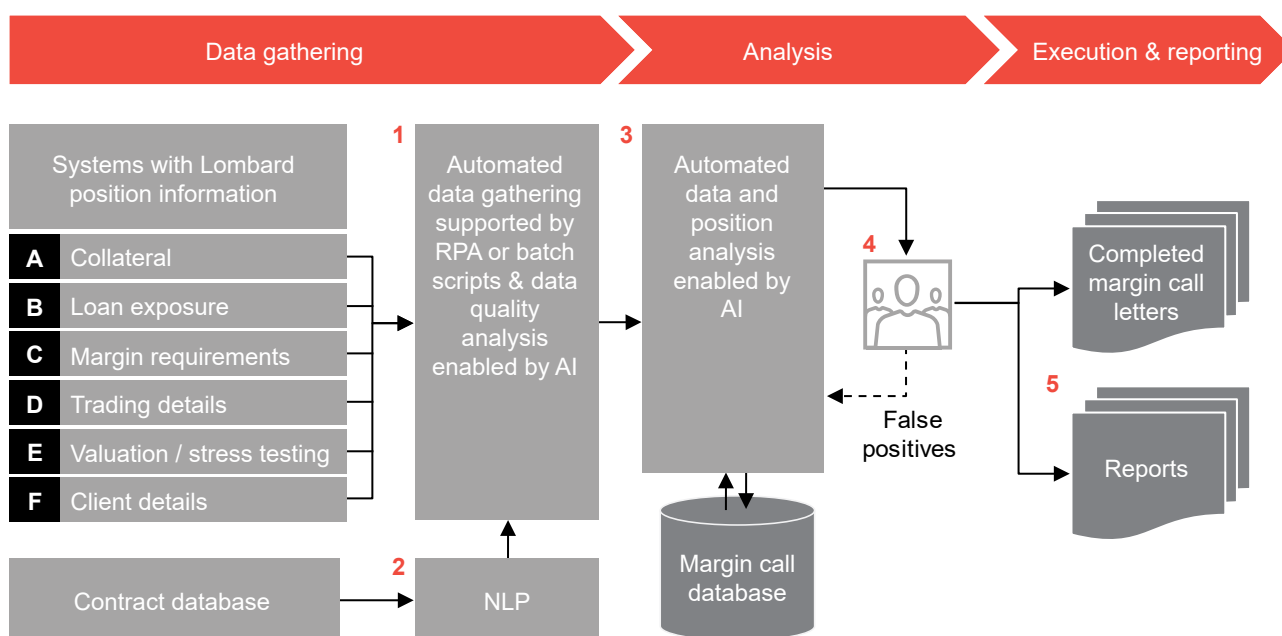 Data gathering
Analysis
Execution & reporting
Systems with Lombard
position information
A Collateral
B Loan exposure
C Margin requirements
D Trading details
E Valuation / stress testing
F Client details
Contract database
1
Automated
data gathering
supported by
RPA or batch
scripts & data
quality
analysis
enabled by AI
2
NLP
3
Automated
data and
position
analysis
enabled by
AI
Margin call
database
4
False
positives
Completed
margin call
letters
5
Reports